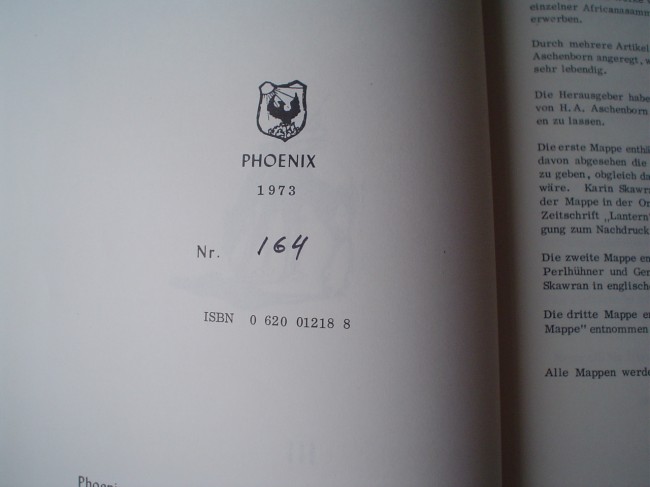 PHOENIX
1973
Nr. 164
ISBN 0 620 01218 8
einzelner Africanasamm
erwerben.
Durch mehrere Artikel
Aschenborn angeregt,
sehr lebendig.
Die Herausgeber habe
von H. A. Aschenborn
en zu lassen.
Die erste Mappe enthä
davon abgesehen die
zu geben, obgleich da
wäre. Karin Skawra
der Mappe in der Or
Zeitschrift „Lantern"
gung zum Nachdruck
Die zweite Mappe en
Perlhühner und Ge
Skawran in englische
Die dritte Mappe e
Mappe" entnommen
Alle Mappen werde